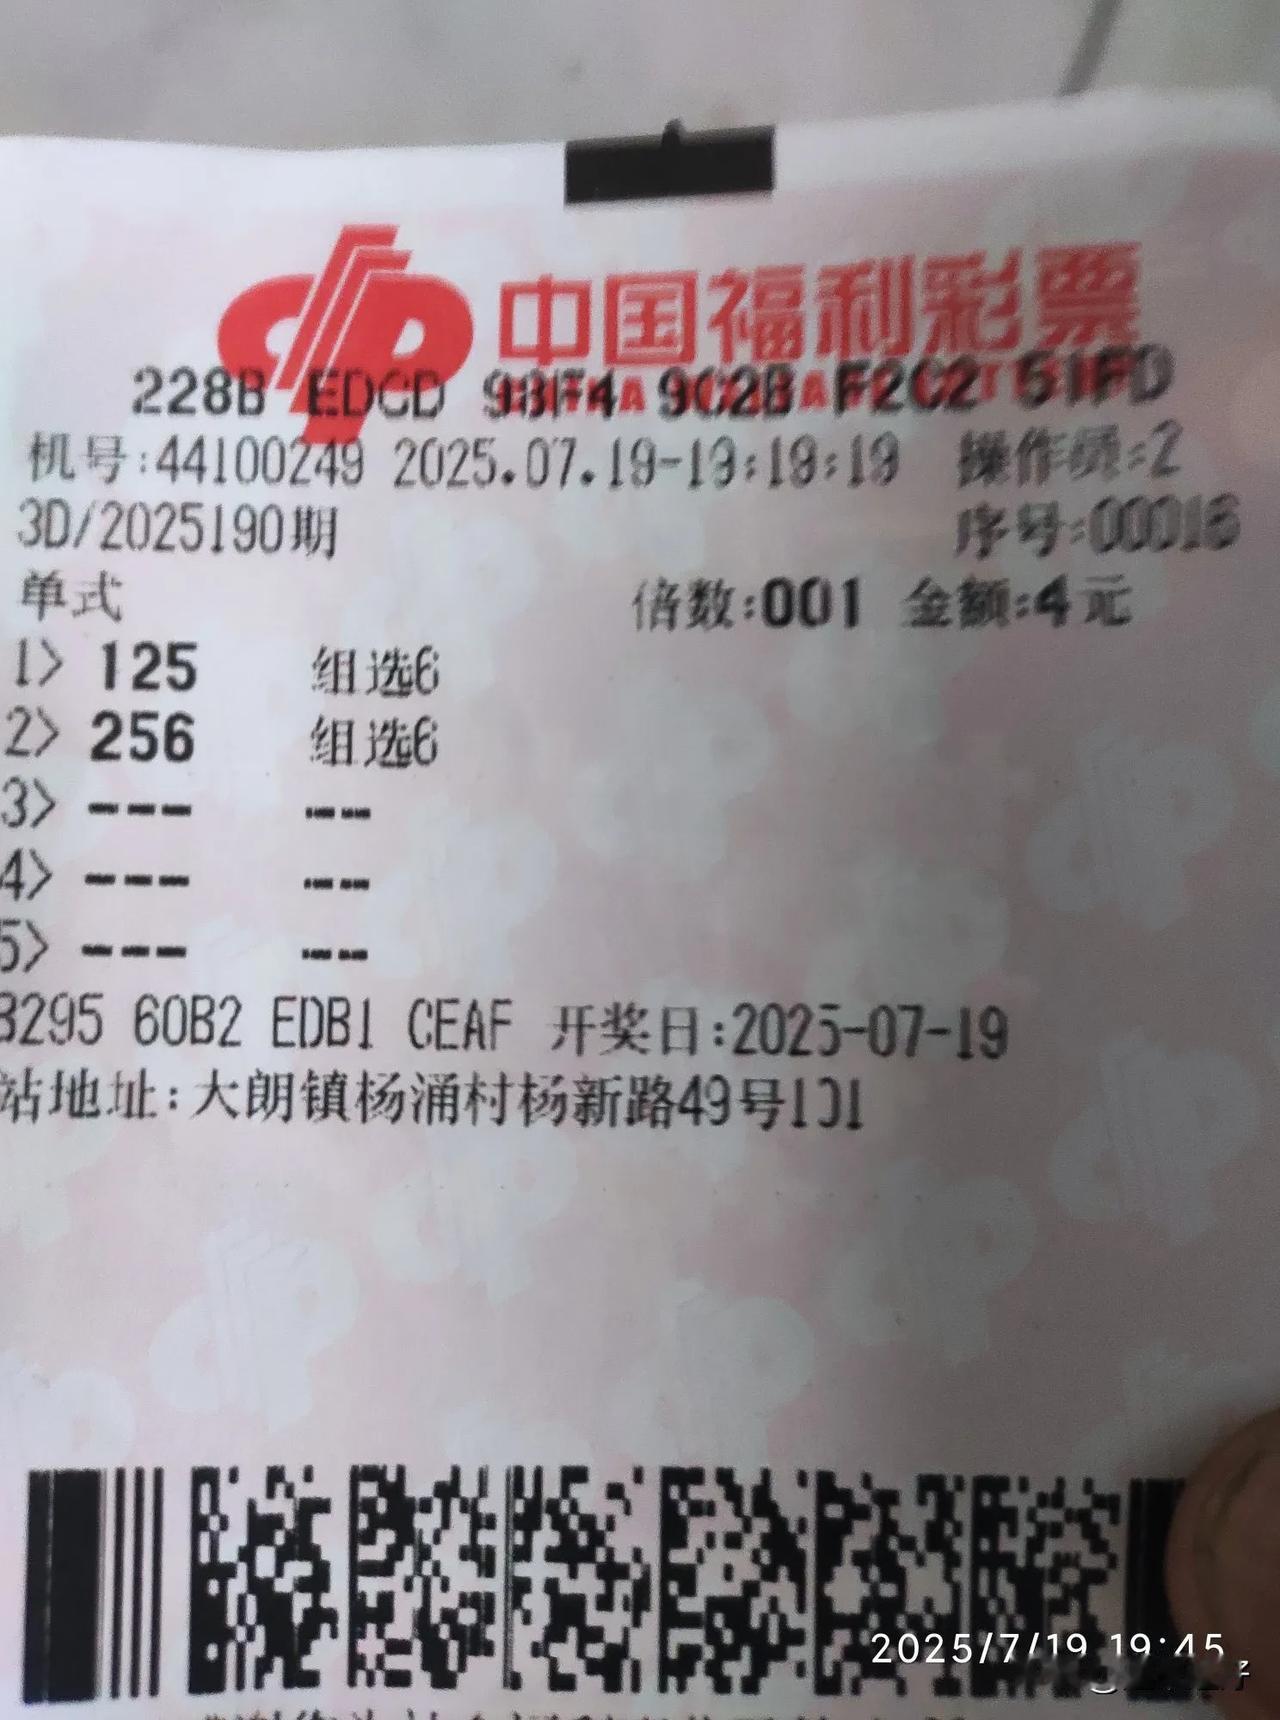 中国福利彩票
228B EDCD 98F4 9C2B F2C2 51FD
机号:44100249 2025.07.19-19:19:19 操作员:2
3D/2025190期 序号:00016
单式 倍数:001 金额:4元
1> 125 组选6
2> 256 组选6
3> --- --
4> --- --
5> --- --
B295 60B2 EDB1 CEAF 开奖日:2025-07-19
站地址:大朗镇杨涌村杨新路49号101
2025/7/19 19:45